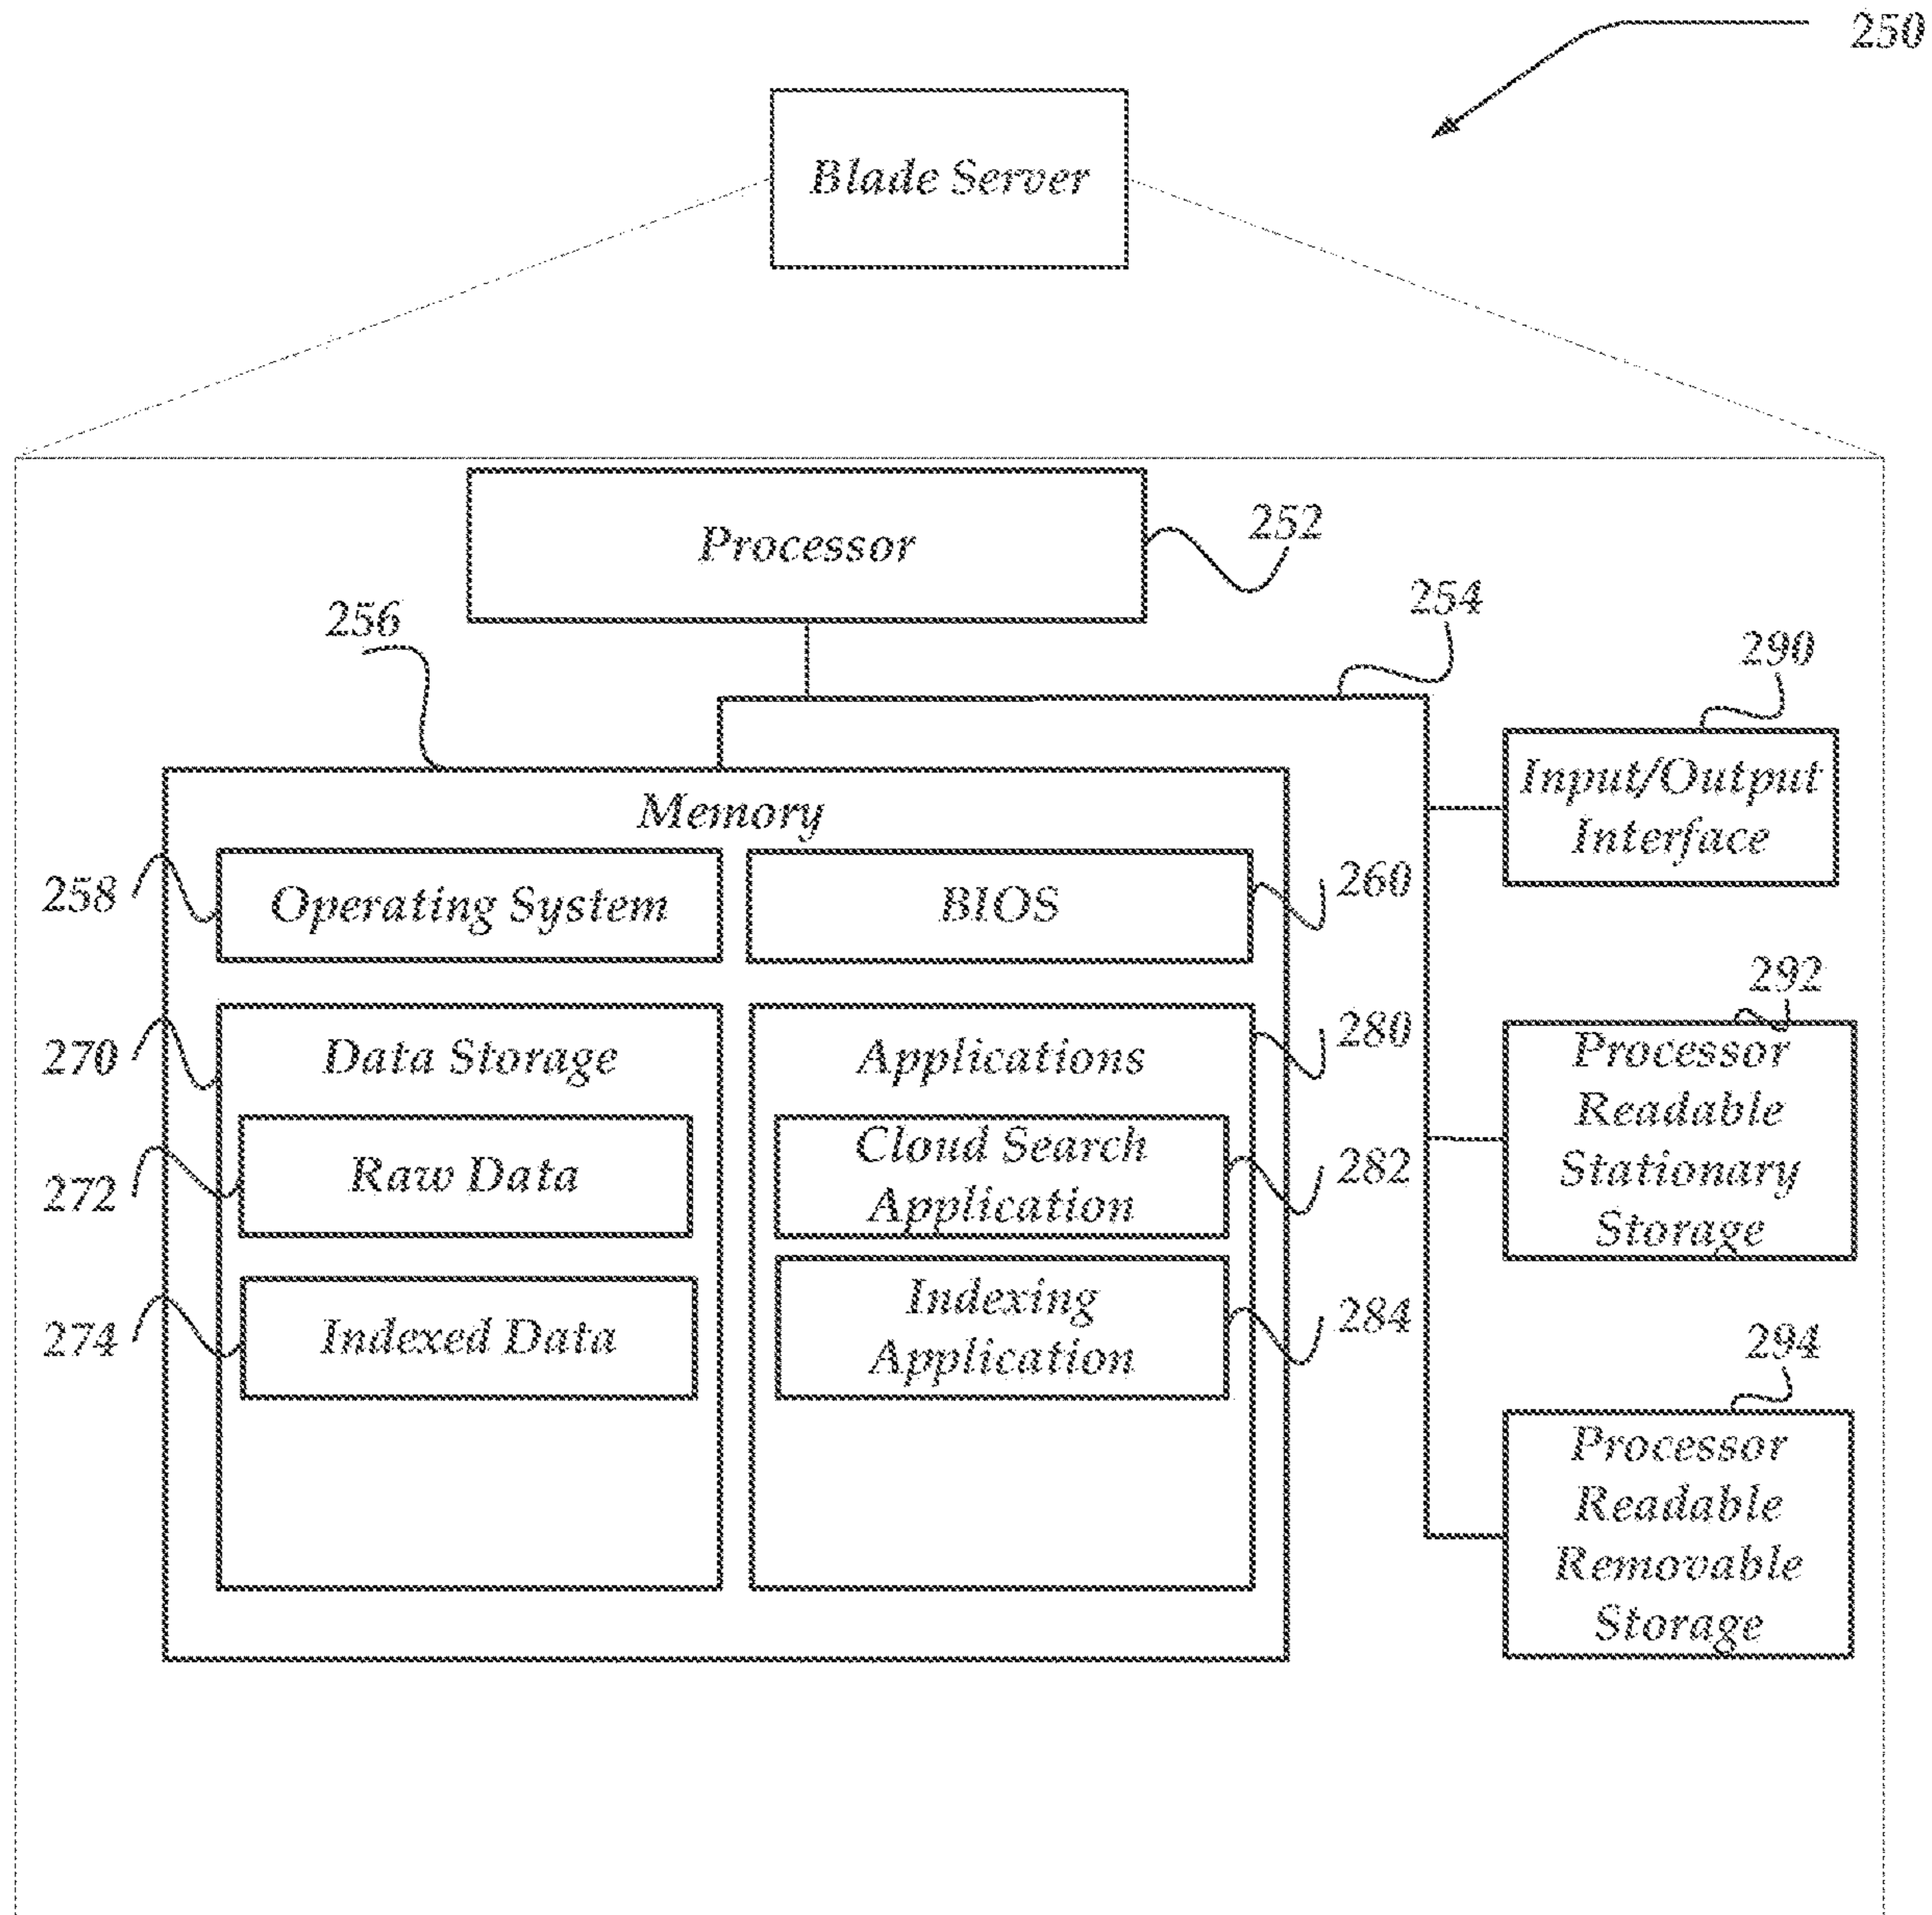 250
Blade Server
Processor
252
256
254
290
Input/Output
Interface
Memory
258
Operating System
BIOS
260
292
Processor
Readable
Stationary
Storage
270
Data Storage
Applications
280
272
Raw Data
Cloud Search
Application
282
274
Indexed Data
Indexing
Application
284
294
Processor
Readable
Removable
Storage